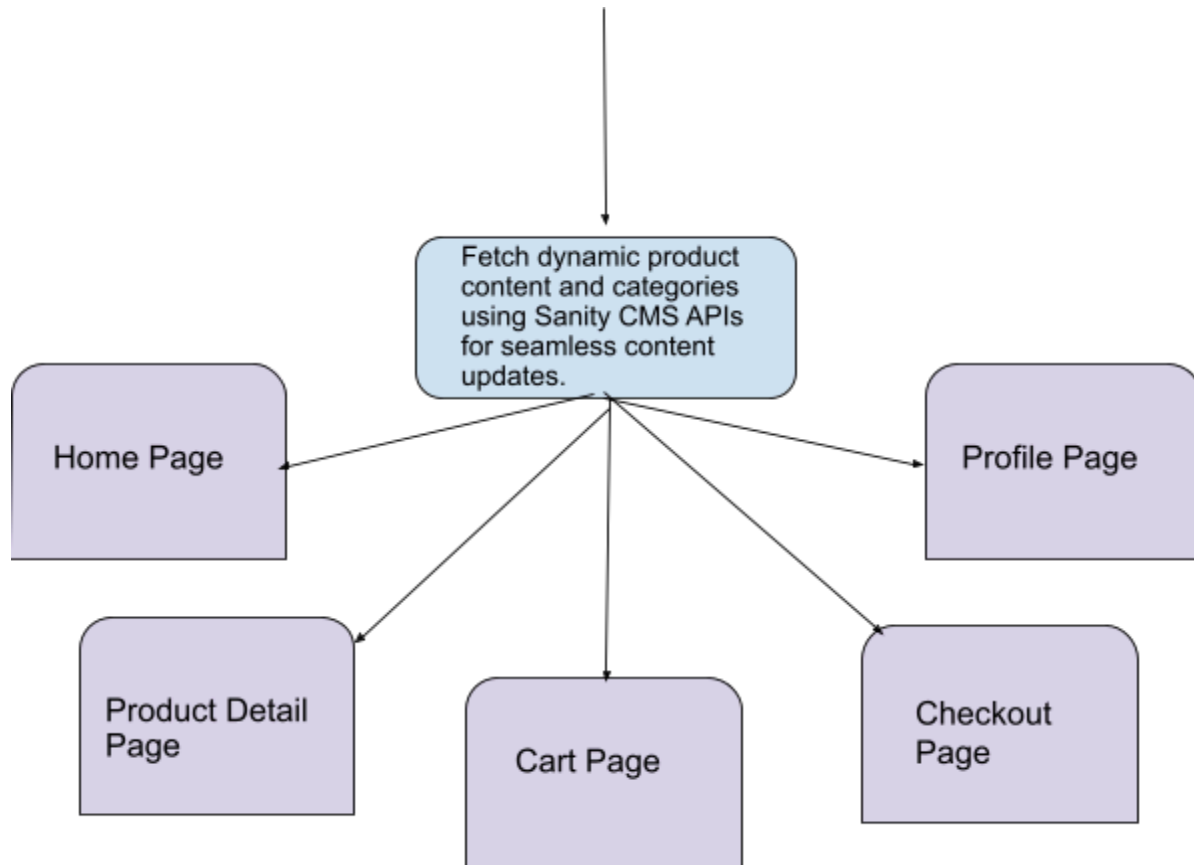 Fetch dynamic product
content and categories
using Sanity CMS APIs
for seamless content
updates.
Home Page
Profile Page
Product Detail
Page
Cart Page
Checkout
Page